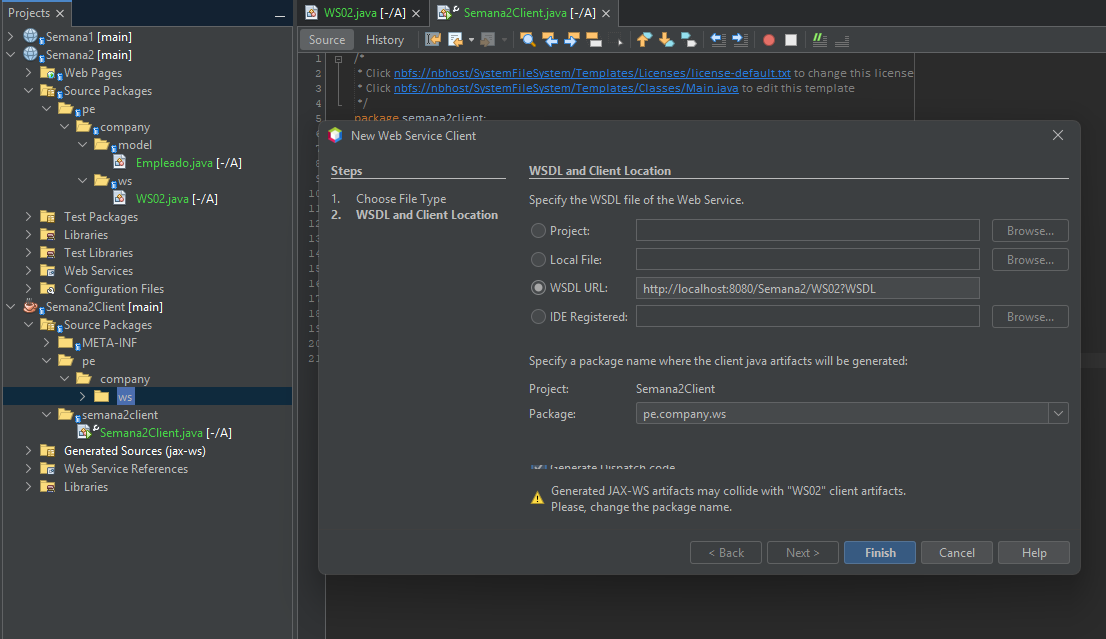 Projects
WS02.java [-/A]
Semana2Client.java [-/A]
Semana1 [main]
Semana2 [main]
Web Pages
Source Packages
pe
company
model
Empleado.java [-/A]
ws
WS02.java [-/A]
Test Packages
Libraries
Test Libraries
Web Services
Configuration Files
Semana2Client [main]
Source Packages
META-INF
pe
company
ws
semana2client
Semana2Client.java [-/A]
Generated Sources (jax-ws)
Web Service References
Libraries
Source
History
1 /*
2 * Click nbfs://nbhost/SystemFileSystem/Templates/Licenses/license-default.txt to change this license
3 * Click nbfs://nbhost/SystemFileSystem/Templates/Classes/Main.java to edit this template
4 */
5 package semana2client;
New Web Service Client
Steps
1. Choose File Type
2. WSDL and Client Location
WSDL and Client Location
Specify the WSDL file of the Web Service.
Project:
Browse...
Local File:
Browse...
WSDL URL:
http://localhost:8080/Semana2/WS02?WSDL
IDE Registered:
Browse...
Specify a package name where the client java artifacts will be generated:
Project: Semana2Client
Package: pe.company.ws
Generate Dispatch code
Generated JAX-WS artifacts may collide with "WS02" client artifacts.
Please, change the package name.
< Back
Next >
Finish
Cancel
Help